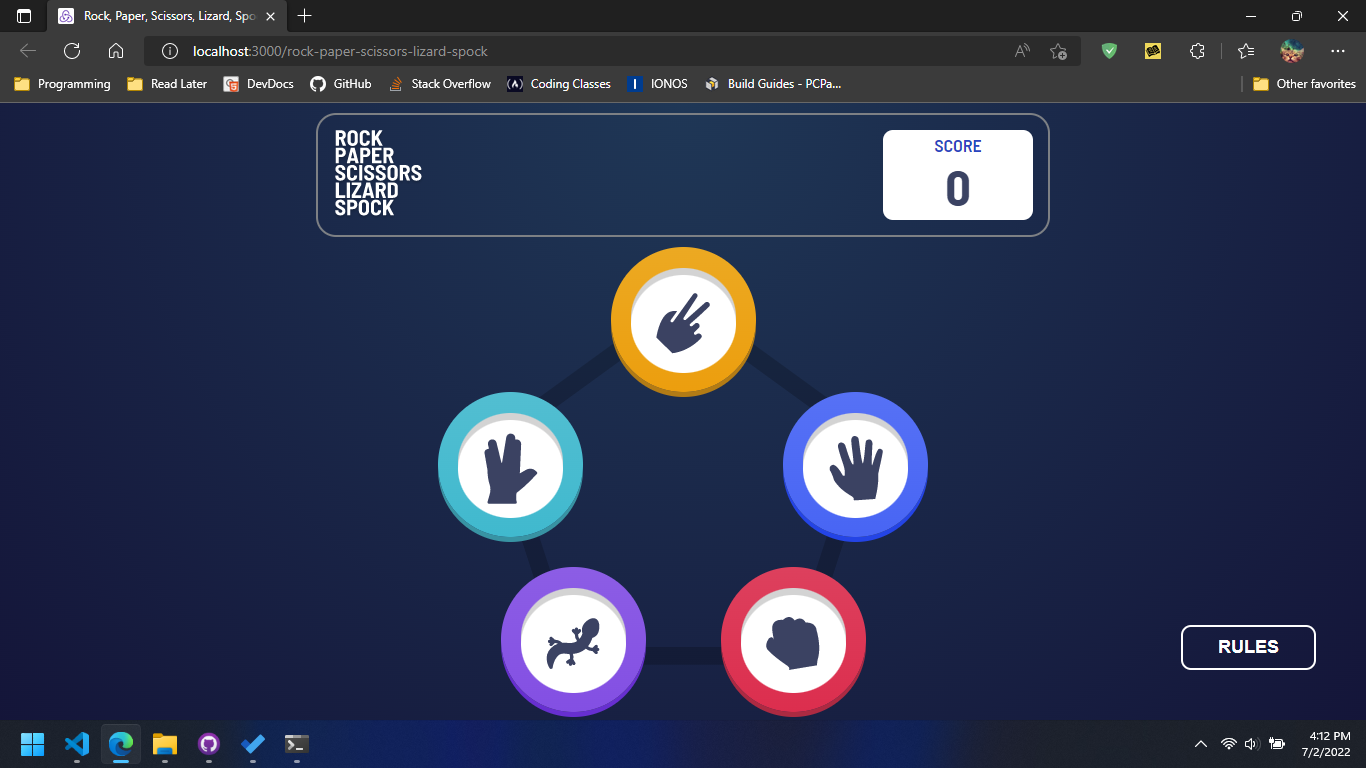 Rock, Paper, Scissors, Lizard, Spo
localhost:3000/rock-paper-scissors-lizard-spock
Programming
Read Later
DevDocs
GitHub
Stack Overflow
Coding Classes
IONOS
Build Guides - PCPa...
Other favorites
ROCK
PAPER
SCISSORS
LIZARD
SPOCK
SCORE
0
RULES
4:12 PM
7/2/2022